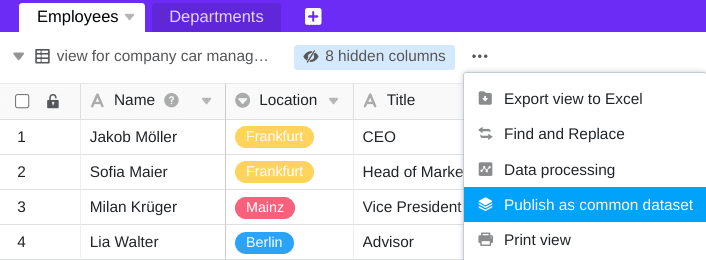 Employees Departments
view for company car manag… 8 hidden columns
Name Location Title
Export view to Excel
1 Jakob Möller Frankfurt CEO
Find and Replace
2 Sofia Maier Frankfurt Head of Marke
Data processing
3 Milan Krüger Mainz Vice President
Publish as common dataset
4 Lia Walter Berlin Advisor
Print view